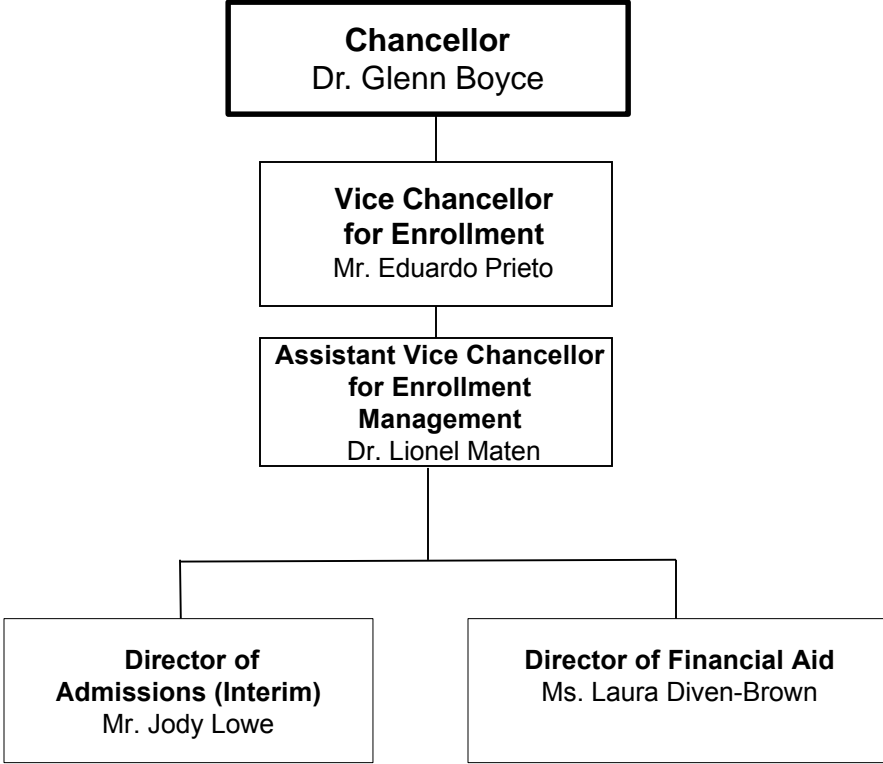 Chancellor
Dr. Glenn Boyce
Vice Chancellor
for Enrollment
Mr. Eduardo Prieto
Assistant Vice Chancellor
for Enrollment
Management
Dr. Lionel Maten
Director of
Admissions (Interim)
Mr. Jody Lowe
Director of Financial Aid
Ms. Laura Diven-Brown